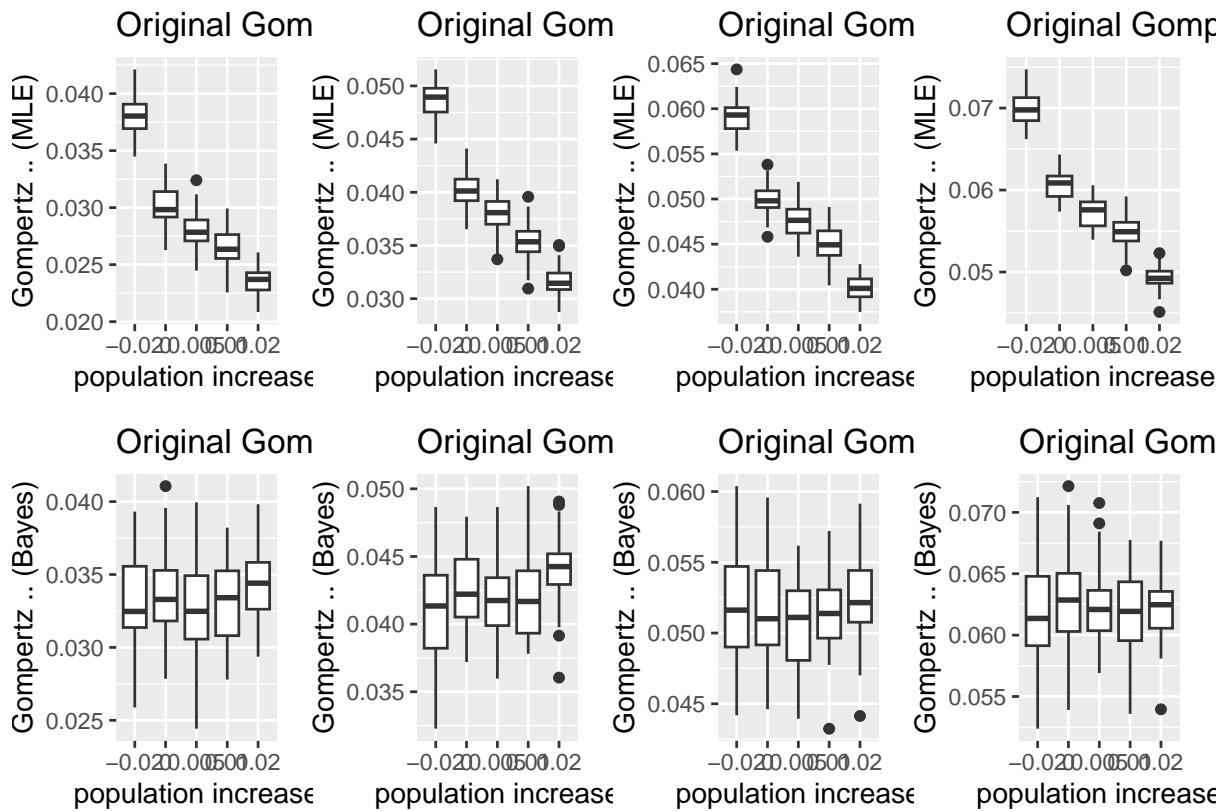 Original Gom
Original Gom
Original Gom
Original Gomp
Gompertz .. (MLE)
0.040
0.035
0.030
0.025
0.020
Gompertz .. (MLE)
0.050
0.045
0.040
0.035
0.030
Gompertz .. (MLE)
0.065
0.060
0.055
0.050
0.045
0.040
Gompertz .. (MLE)
0.07
0.06
0.05
population increase
population increase
population increase
population increase
Original Gom
Original Gom
Original Gom
Original Gomp
Gompertz .. (Bayes)
0.040
0.035
0.030
0.025
Gompertz .. (Bayes)
0.050
0.045
0.040
0.035
Gompertz .. (Bayes)
0.060
0.055
0.050
0.045
Gompertz .. (Bayes)
0.070
0.065
0.060
0.055
population increase
population increase
population increase
population increase